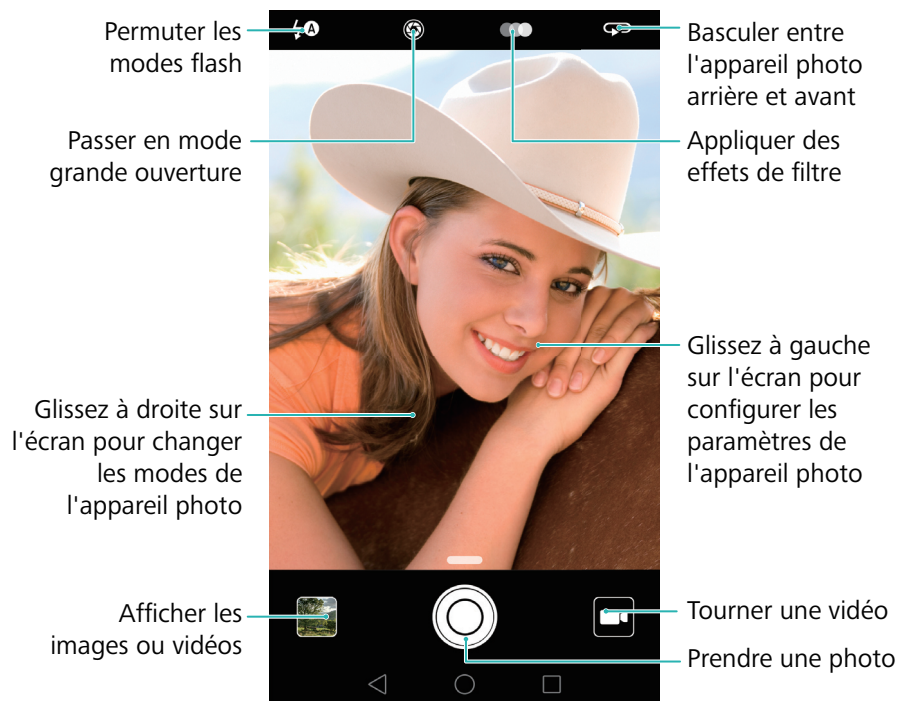 Permuter les
modes flash
A
Passer en mode
grande ouverture
Glissez à droite sur
l'écran pour changer
les modes de
l'appareil photo
Afficher les
images ou vidéos
Basculer entre
l'appareil photo
arrière et avant
Appliquer des
effets de filtre
Glissez à gauche
sur l'écran pour
configurer les
paramètres de
l'appareil photo
Tourner une vidéo
Prendre une photo